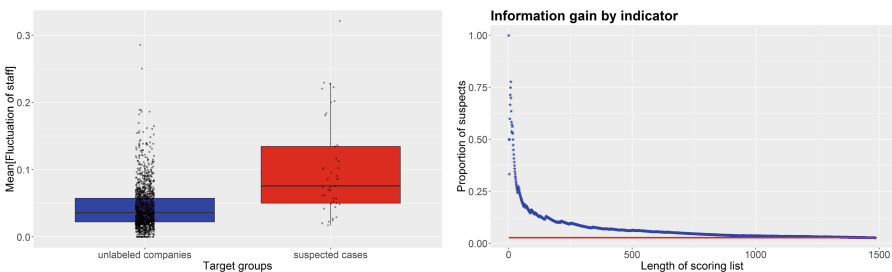 0.3
0.2
0.1
0.0
Mean[Fluctuation of staff]
unlabeled companies
suspected cases
Target groups
Information gain by indicator
1.00
0.75
0.50
0.25
0.00
Proportion of suspects
0
500
1000
1500
Length of scoring list